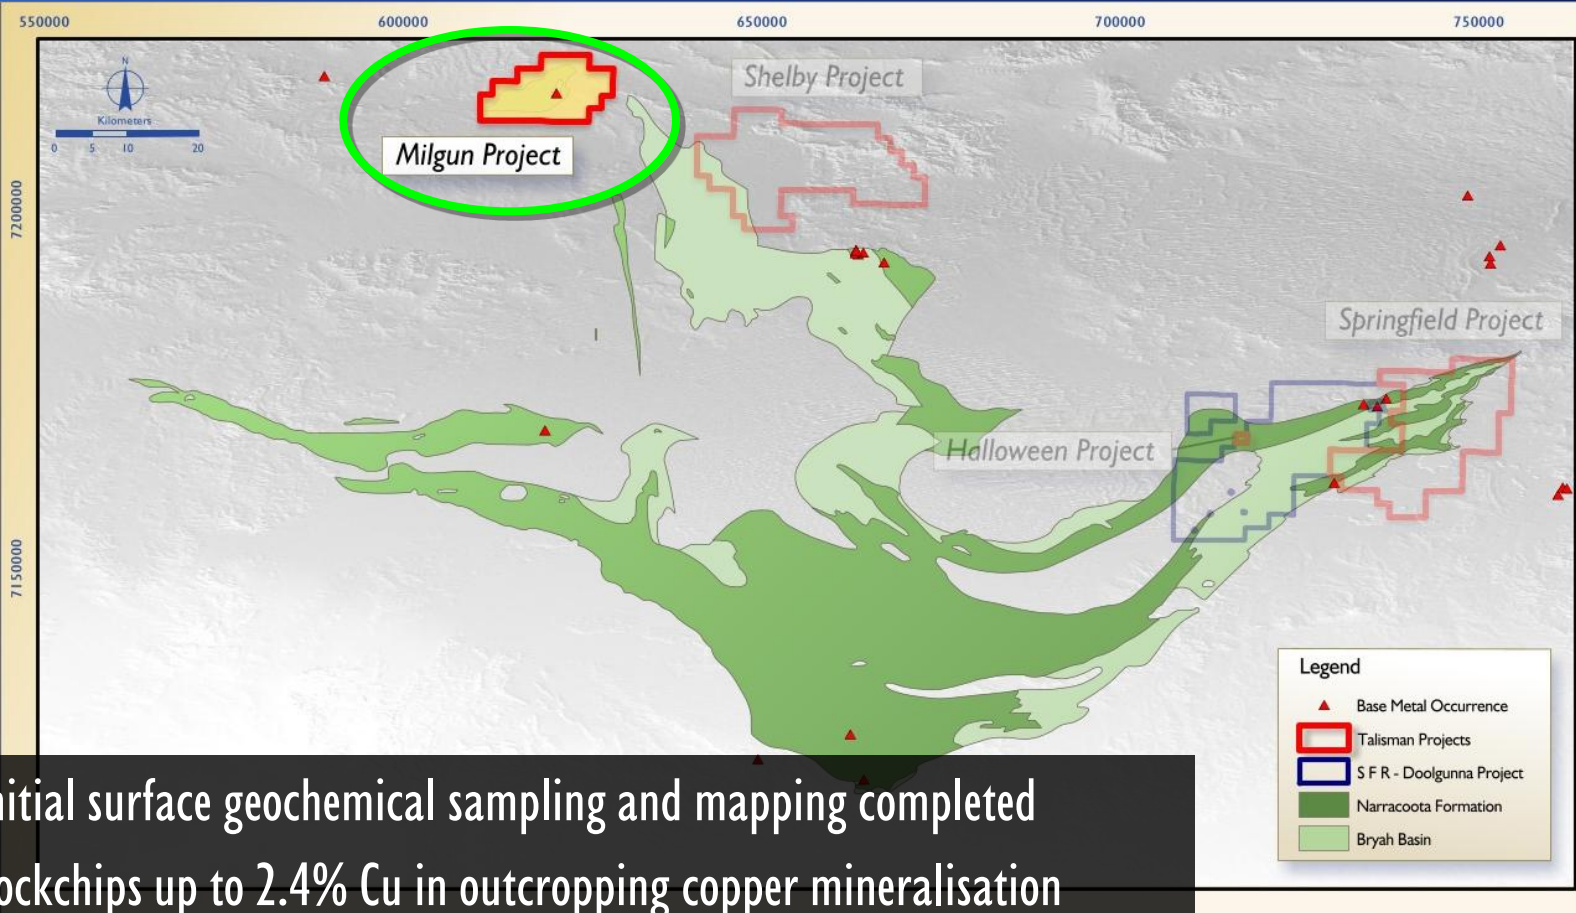 550000 600000 650000 700000 750000
N
Kilometers
0 5 10 20
7200000
7150000
Milgun Project
Shelby Project
Springfield Project
Halloween Project
Legend
Base Metal Occurrence
Talisman Projects
S F R - Doolgunna Project
Narracoota Formation
Bryah Basin
nitial surface geochemical sampling and mapping completed
ockchips up to 2.4% Cu in outcropping copper mineralisation